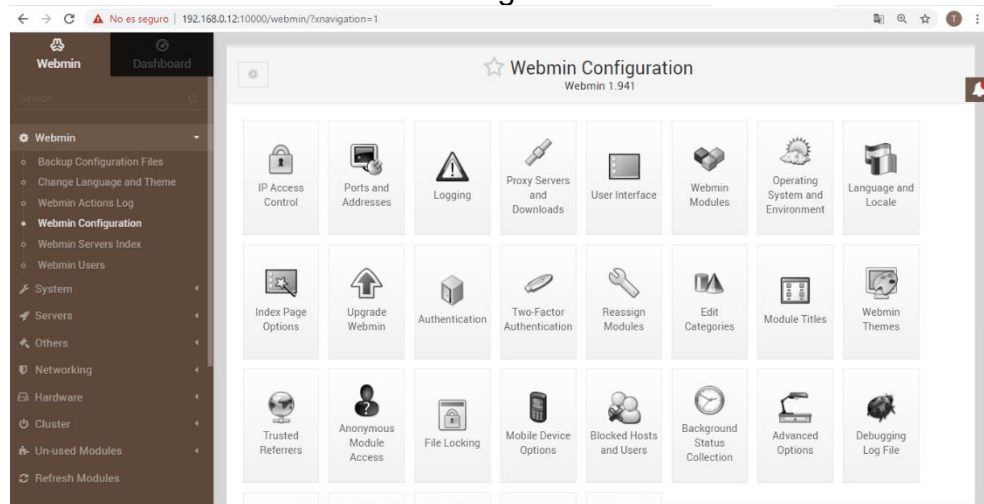 No es seguro | 192.168.0.12:10000/webmin/?xnavigation=1
T
Webmin
Dashboard
Search
Webmin
Backup Configuration Files
Change Language and Theme
Webmin Actions Log
Webmin Configuration
Webmin Servers Index
Webmin Users
System
Servers
Others
Networking
Hardware
Cluster
Un-used Modules
Refresh Modules
Webmin Configuration
Webmin 1.941
IP Access
Control
Ports and
Addresses
Logging
Proxy Servers
and
Downloads
User Interface
Webmin
Modules
Operating
System and
Environment
Language and
Locale
Index Page
Options
Upgrade
Webmin
Authentication
Two-Factor
Authentication
Reassign
Modules
Edit
Categories
Module Titles
Webmin
Themes
Trusted
Referrers
Anonymous
Module
Access
File Locking
Mobile Device
Options
Blocked Hosts
and Users
Background
Status
Collection
Advanced
Options
Debugging
Log File